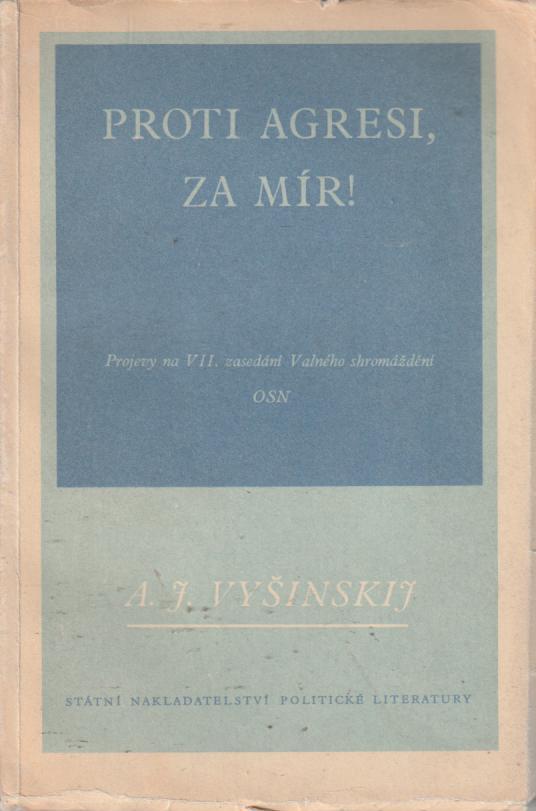 PROTI AGRESI,
ZA MÍR!
Projevy na VII. zasedání Valného shromáždění
OSN
A. J. VYŠINSKIJ
STÁTNÍ NAKLADATELSTVÍ POLITICKÉ LITERATURY